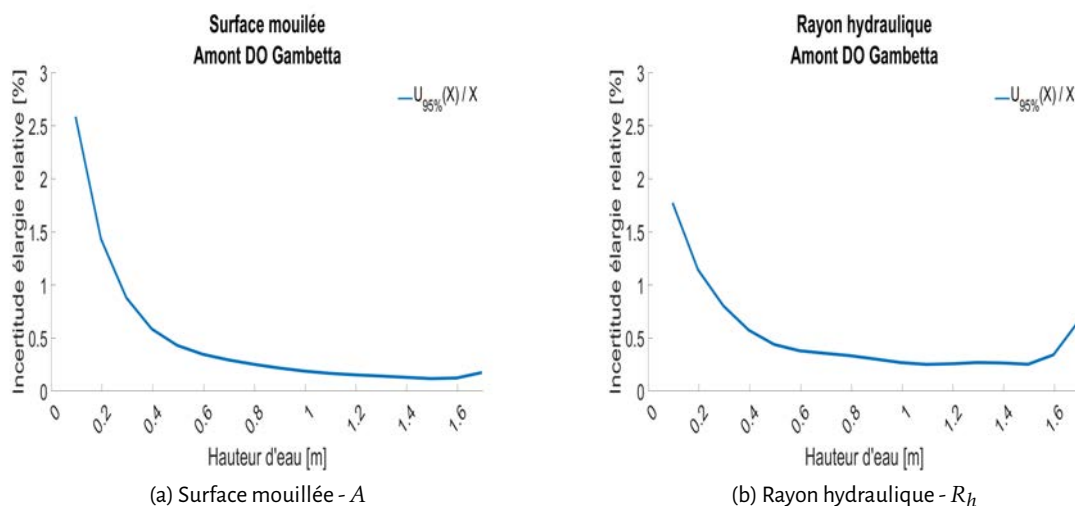 Surface mouilée
Amont DO Gambetta
U95%(X) / X
Incertitude élargie relative [%]
3
2.5
2
1.5
1
0.5
0
0
0.2
0.4
0.6
0.8
1
1.2
1.4
1.6
Hauteur d'eau [m]
(a) Surface mouillée - A
Rayon hydraulique
Amont DO Gambetta
U95%(X) / X
Incertitude élargie relative [%]
3
2.5
2
1.5
1
0.5
0
0
0.2
0.4
0.6
0.8
1
1.2
1.4
1.6
Hauteur d'eau [m]
(b) Rayon hydraulique - Rh